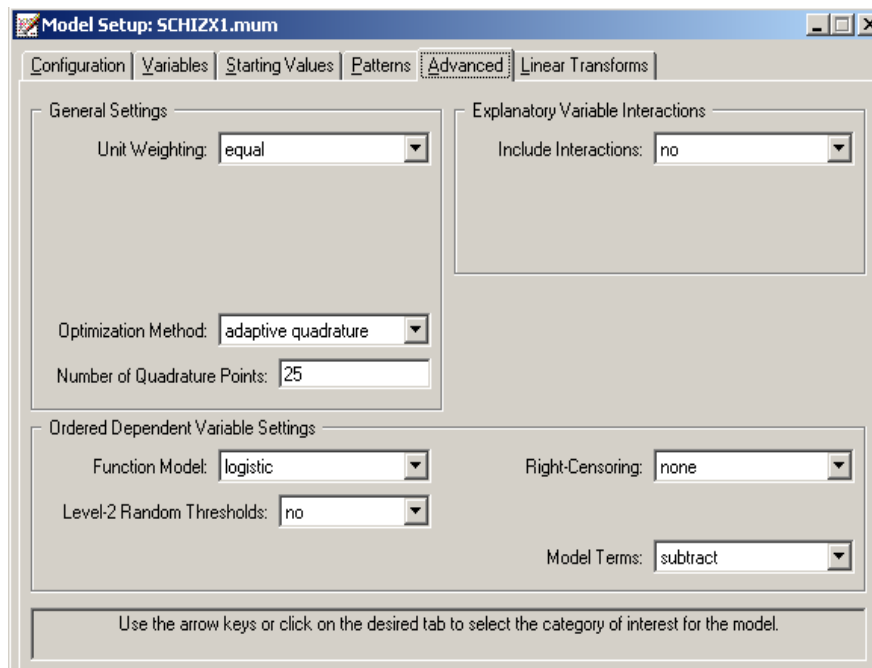 Model Setup: SCHIZX1.mum
Configuration Variables Starting Values Patterns Advanced Linear Transforms
General Settings
Unit Weighting: equal
Optimization Method: adaptive quadrature
Number of Quadrature Points: 25
Explanatory Variable Interactions
Include Interactions: no
Ordered Dependent Variable Settings
Function Model: logistic
Right-Censoring: none
Level-2 Random Thresholds: no
Model Terms: subtract
Use the arrow keys or click on the desired tab to select the category of interest for the model.